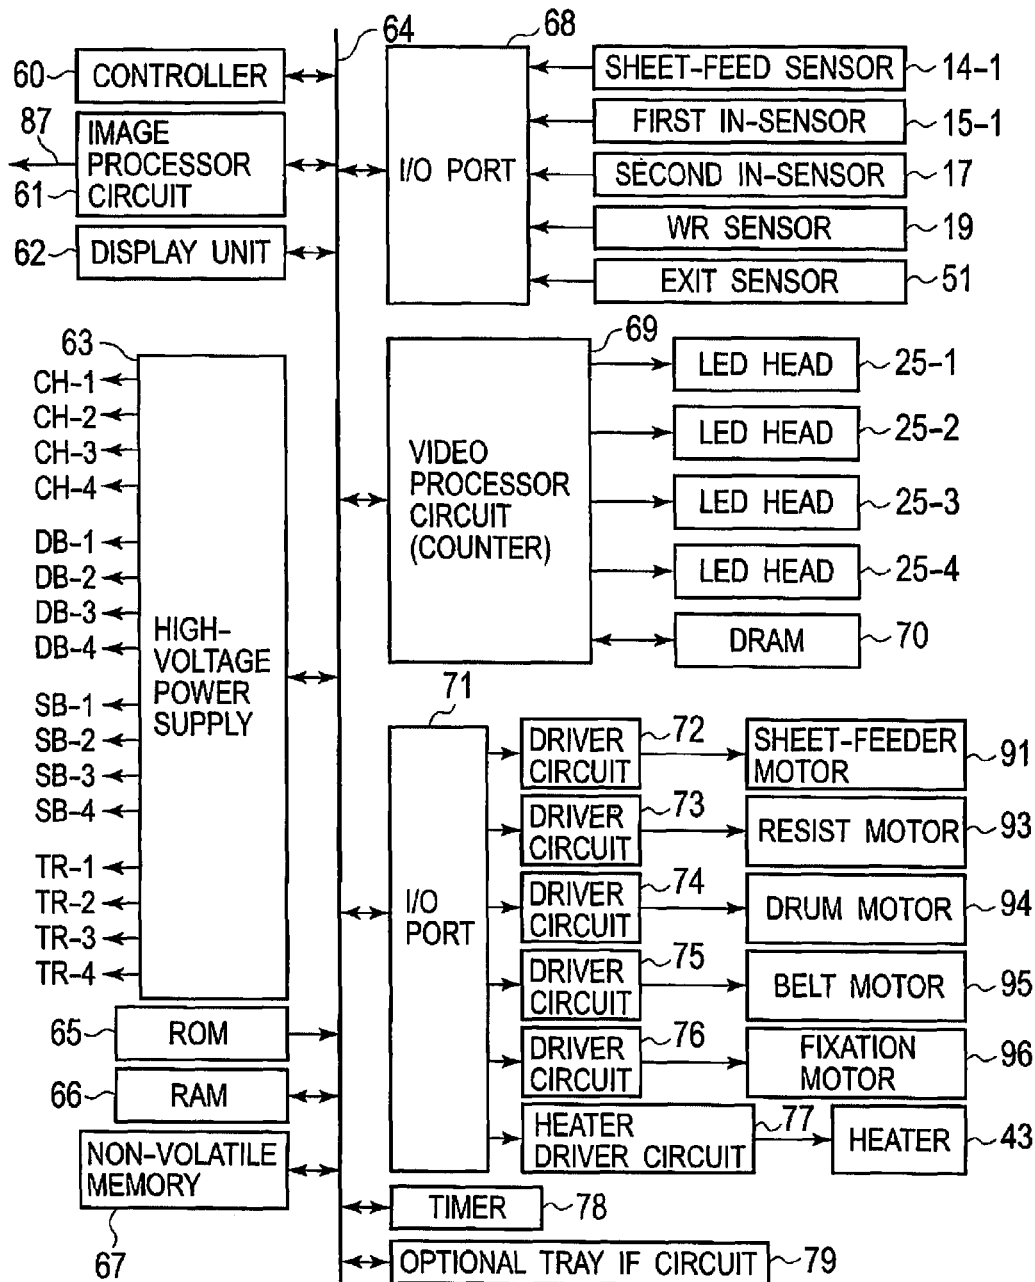 64
68
60
CONTROLLER
SHEET-FEED SENSOR
14-1
87
IMAGE
PROCESSOR
CIRCUIT
61
FIRST IN-SENSOR
15-1
I/O PORT
SECOND IN-SENSOR
17
WR SENSOR
19
62
DISPLAY UNIT
EXIT SENSOR
51
63
CH-1
CH-2
CH-3
CH-4
DB-1
DB-2
DB-3
DB-4
SB-1
SB-2
SB-3
SB-4
TR-1
TR-2
TR-3
TR-4
HIGH-
VOLTAGE
POWER
SUPPLY
69
VIDEO
PROCESSOR
CIRCUIT
(COUNTER)
LED HEAD
25-1
LED HEAD
25-2
LED HEAD
25-3
LED HEAD
25-4
DRAM
70
71
I/O
PORT
DRIVER
CIRCUIT
72
SHEET-FEEDER
MOTOR
91
DRIVER
CIRCUIT
73
RESIST MOTOR
93
DRIVER
CIRCUIT
74
DRUM MOTOR
94
DRIVER
CIRCUIT
75
BELT MOTOR
95
DRIVER
CIRCUIT
76
FIXATION
MOTOR
96
HEATER
DRIVER CIRCUIT
77
HEATER
43
65
ROM
66
RAM
NON-VOLATILE
MEMORY
67
TIMER
78
OPTIONAL TRAY IF CIRCUIT
79